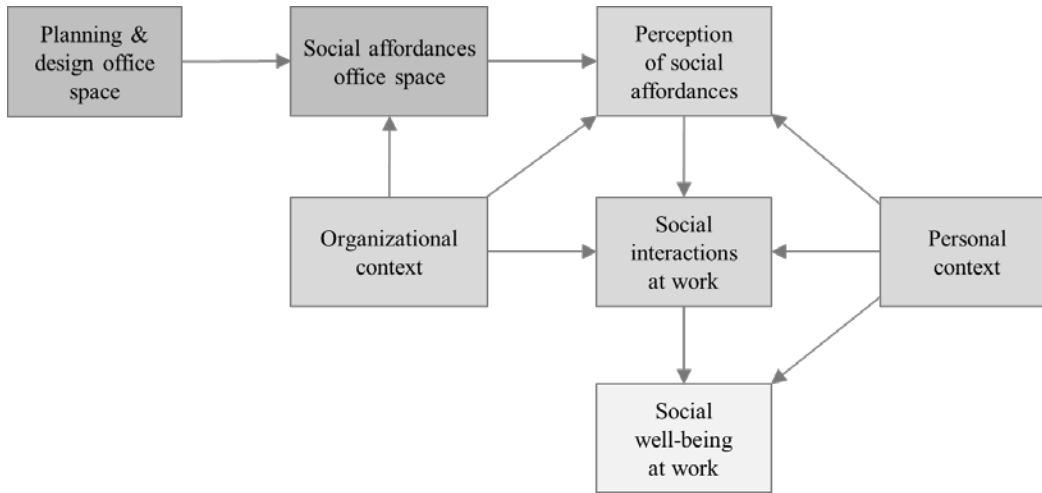 Planning &
design office
space
Social affordances
office space
Perception
of social
affordances
Organizational
context
Social
interactions
at work
Personal
context
Social
well-being
at work